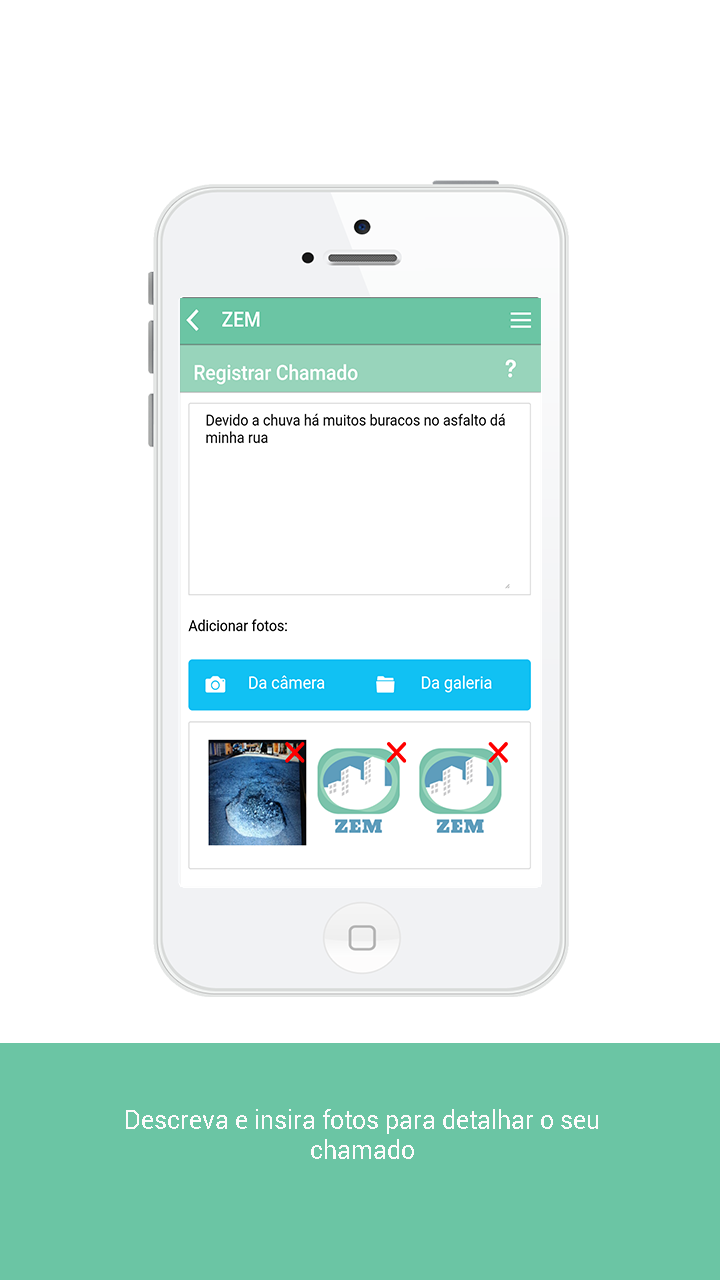 ZEM
Registrar Chamado
?
Devido a chuva há muitos buracos no asfalto dá
minha rua
Adicionar fotos:
Da câmera Da galeria
ZEM ZEM
Descreva e insira fotos para detalhar o seu
chamado